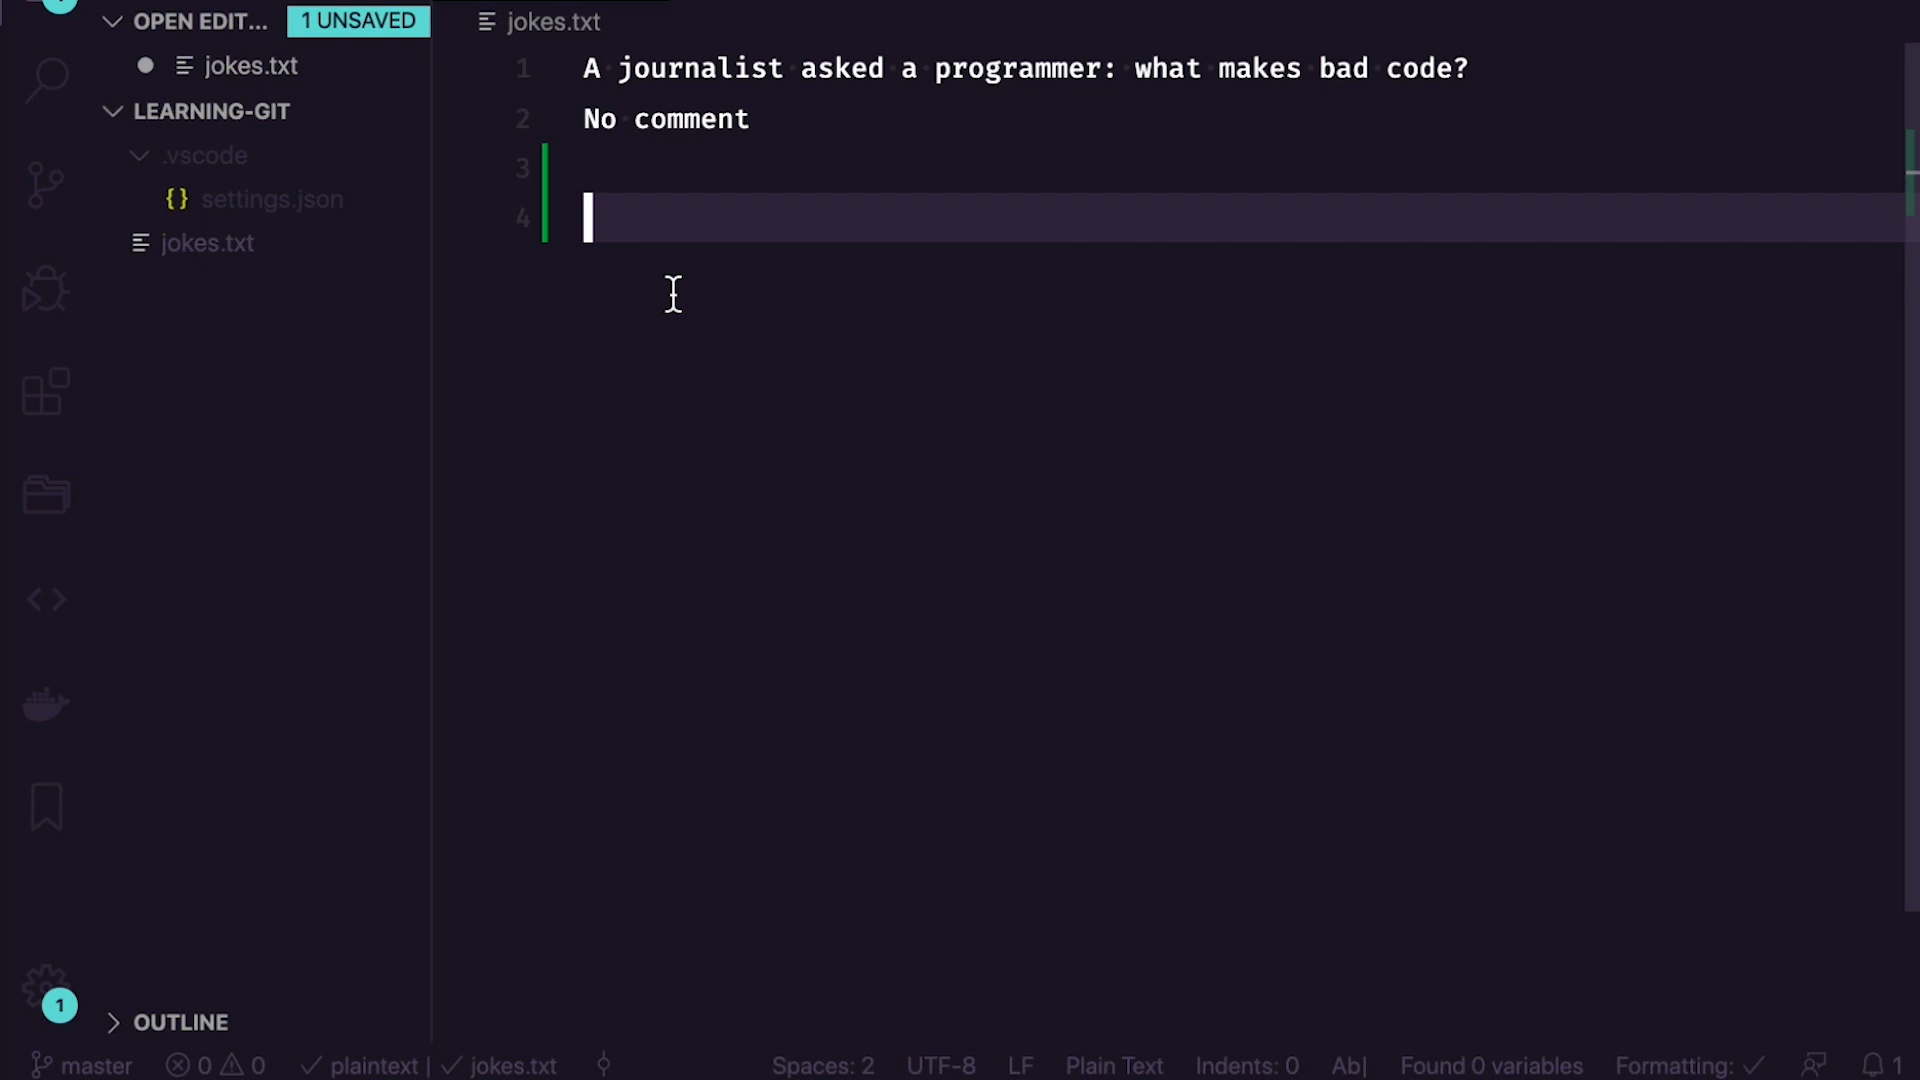 OPEN EDIT... 1 UNSAVED
jokes.txt
LEARNING-GIT
.vscode
{} settings.json
jokes.txt
1
OUTLINE
jokes.txt
1 A journalist asked a programmer: what makes bad code?
2 No comment
3
4
master 0 0 plaintext | jokes.txt Spaces: 2 UTF-8 LF Plain Text Indents: 0 Ab| Found 0 variables Formatting: 1